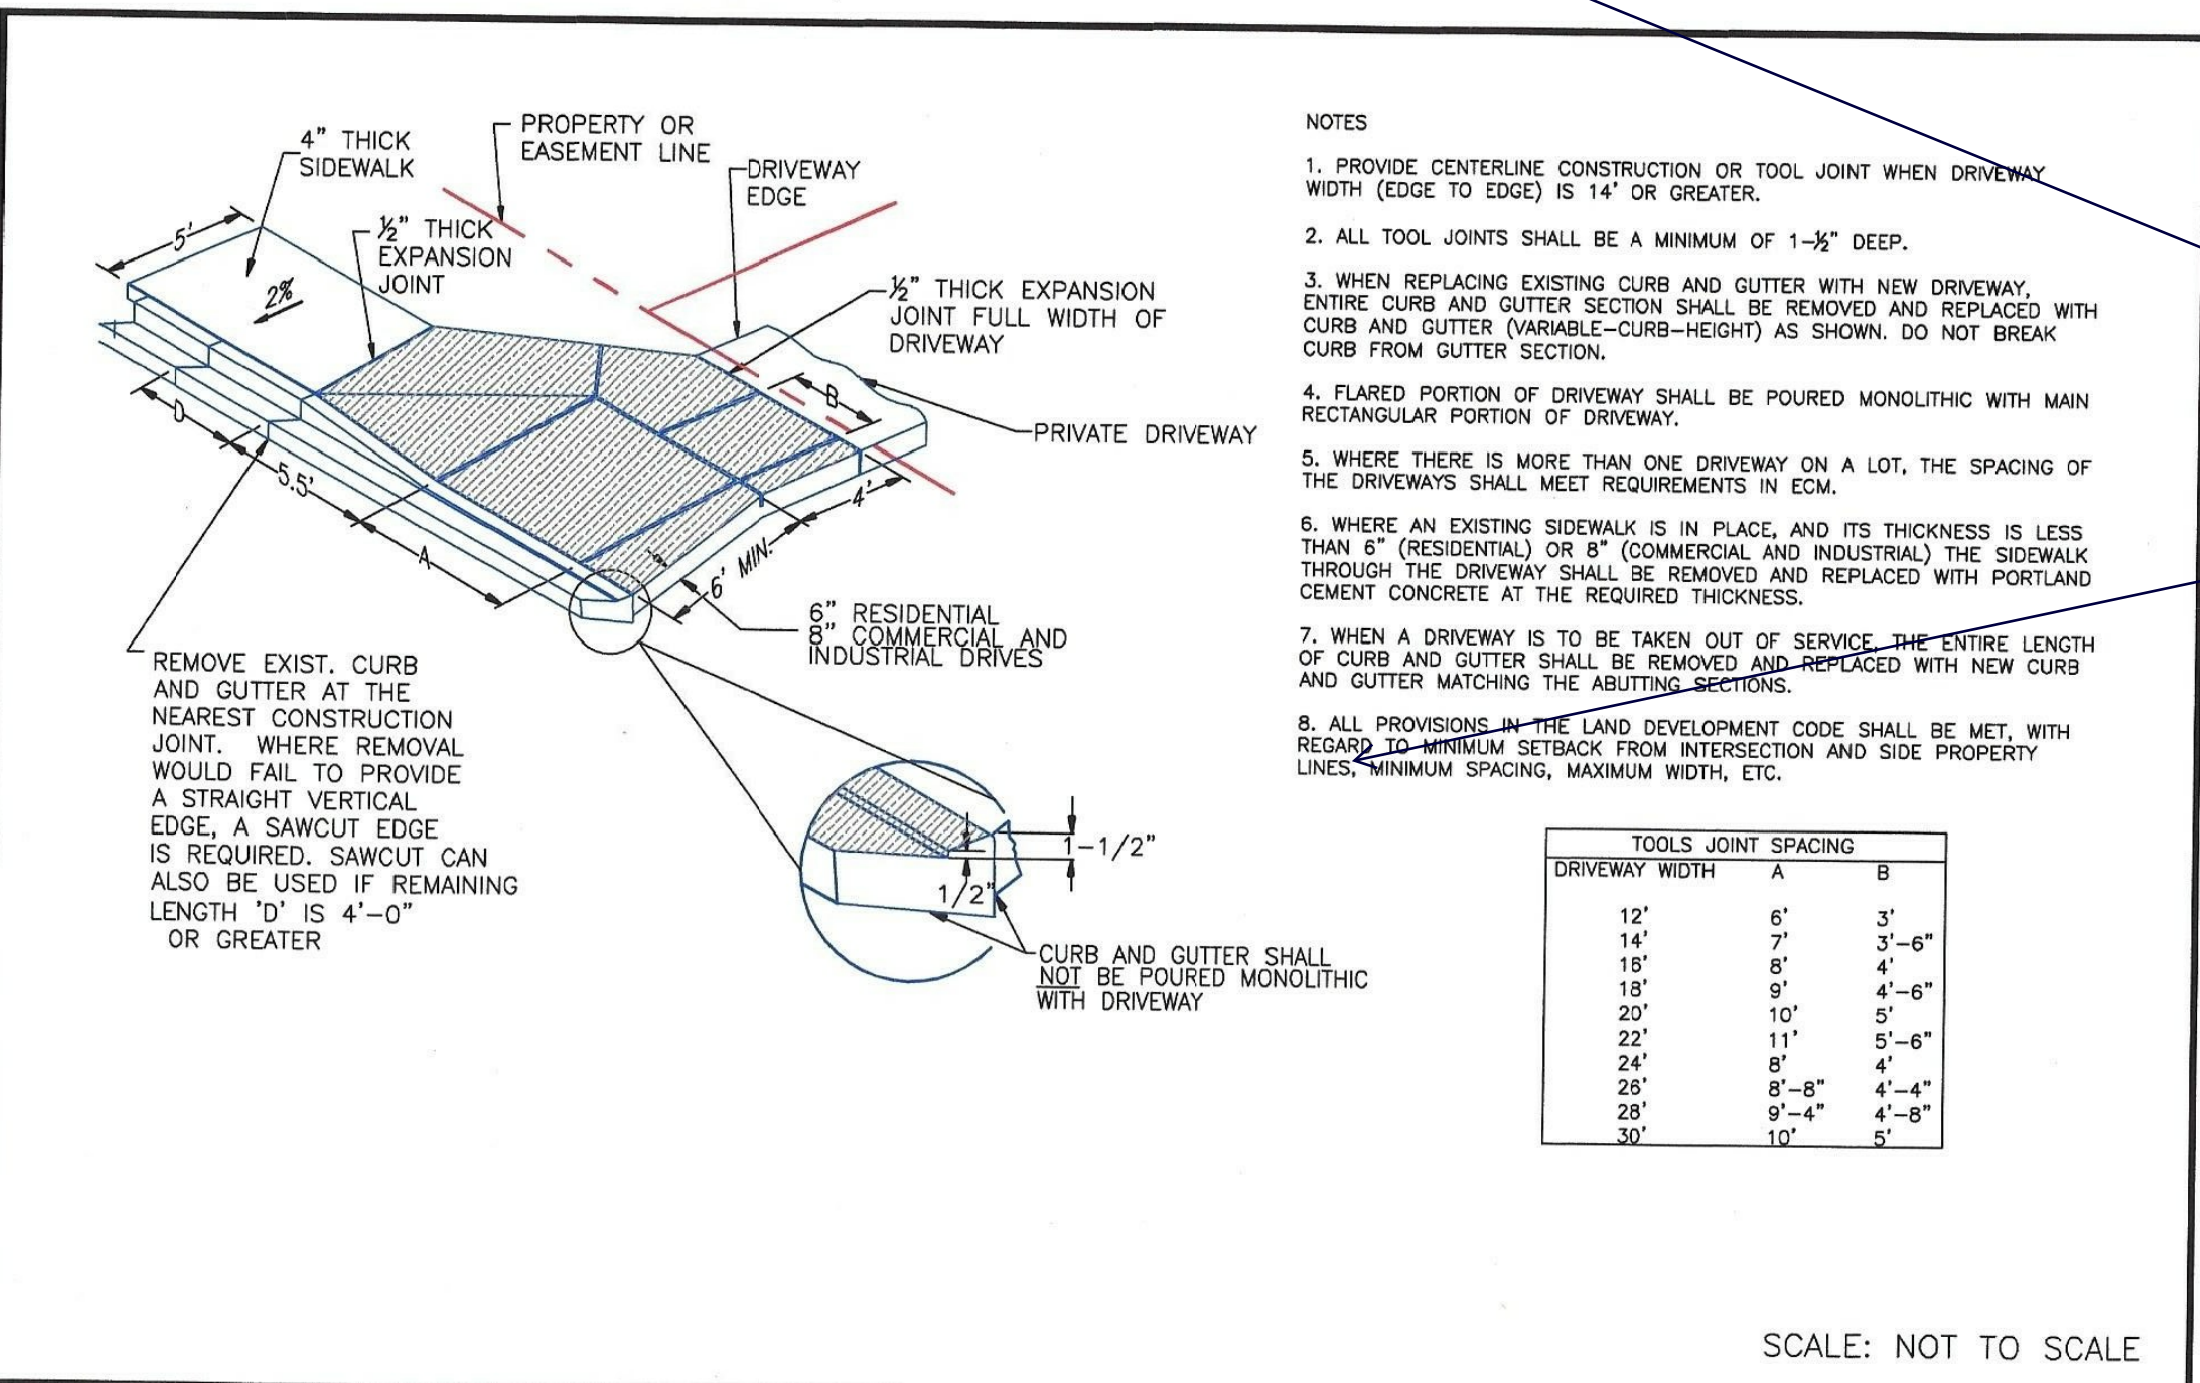 4" THICK
SIDEWALK
PROPERTY OR
EASEMENT LINE
DRIVEWAY
EDGE
½" THICK
EXPANSION
JOINT
5'
2%
½" THICK EXPANSION
JOINT FULL WIDTH OF
DRIVEWAY
B
PRIVATE DRIVEWAY
D
5.5'
A
4'
6' MIN.
6" RESIDENTIAL
8" COMMERCIAL AND
INDUSTRIAL DRIVES
REMOVE EXIST. CURB
AND GUTTER AT THE
NEAREST CONSTRUCTION
JOINT. WHERE REMOVAL
WOULD FAIL TO PROVIDE
A STRAIGHT VERTICAL
EDGE, A SAWCUT EDGE
IS REQUIRED. SAWCUT CAN
ALSO BE USED IF REMAINING
LENGTH 'D' IS 4'-0"
OR GREATER
1-1/2"
1/2"
CURB AND GUTTER SHALL
NOT BE POURED MONOLITHIC
WITH DRIVEWAY
NOTES
1. PROVIDE CENTERLINE CONSTRUCTION OR TOOL JOINT WHEN DRIVEWAY
WIDTH (EDGE TO EDGE) IS 14' OR GREATER.
2. ALL TOOL JOINTS SHALL BE A MINIMUM OF 1-½" DEEP.
3. WHEN REPLACING EXISTING CURB AND GUTTER WITH NEW DRIVEWAY,
ENTIRE CURB AND GUTTER SECTION SHALL BE REMOVED AND REPLACED WITH
CURB AND GUTTER (VARIABLE-CURB-HEIGHT) AS SHOWN. DO NOT BREAK
CURB FROM GUTTER SECTION.
4. FLARED PORTION OF DRIVEWAY SHALL BE POURED MONOLITHIC WITH MAIN
RECTANGULAR PORTION OF DRIVEWAY.
5. WHERE THERE IS MORE THAN ONE DRIVEWAY ON A LOT, THE SPACING OF
THE DRIVEWAYS SHALL MEET REQUIREMENTS IN ECM.
6. WHERE AN EXISTING SIDEWALK IS IN PLACE, AND ITS THICKNESS IS LESS
THAN 6" (RESIDENTIAL) OR 8" (COMMERCIAL AND INDUSTRIAL) THE SIDEWALK
THROUGH THE DRIVEWAY SHALL BE REMOVED AND REPLACED WITH PORTLAND
CEMENT CONCRETE AT THE REQUIRED THICKNESS.
7. WHEN A DRIVEWAY IS TO BE TAKEN OUT OF SERVICE, THE ENTIRE LENGTH
OF CURB AND GUTTER SHALL BE REMOVED AND REPLACED WITH NEW CURB
AND GUTTER MATCHING THE ABUTTING SECTIONS.
8. ALL PROVISIONS IN THE LAND DEVELOPMENT CODE SHALL BE MET, WITH
REGARD TO MINIMUM SETBACK FROM INTERSECTION AND SIDE PROPERTY
LINES, MINIMUM SPACING, MAXIMUM WIDTH, ETC.
TOOLS JOINT SPACING
DRIVEWAY WIDTH A B
12' 6' 3'
14' 7' 3'-6"
16' 8' 4'
18' 9' 4'-6"
20' 10' 5'
22' 11' 5'-6"
24' 8' 4'
26' 8'-8" 4'-4"
28' 9'-4" 4'-8"
30' 10' 5'
SCALE: NOT TO SCALE